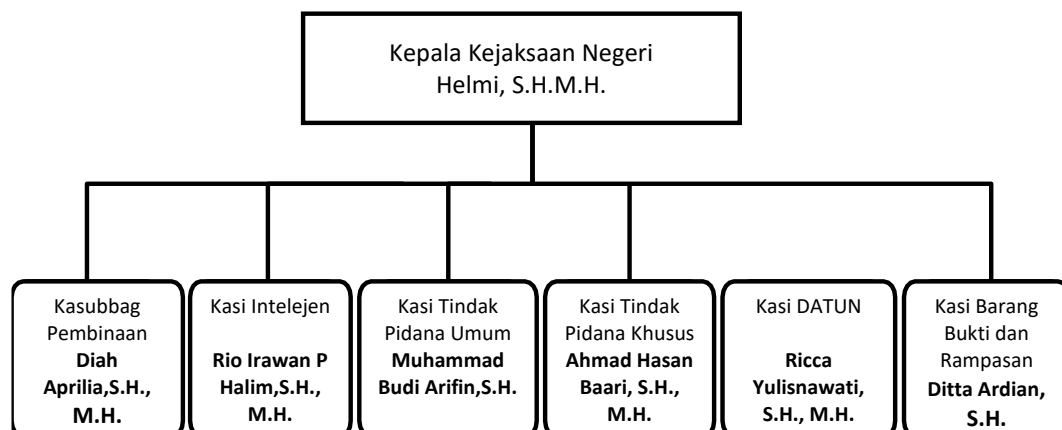 Kepala Kejaksaan Negeri
Helmi, S.H.M.H.
Kasubbag
Pembinaan
Diah
Aprilia,S.H.,
M.H.
Kasi Intelejen
Rio Irawan P
Halim,S.H.,
M.H.
Kasi Tindak
Pidana Umum
Muhammad
Budi Arifin,S.H.
Kasi Tindak
Pidana Khusus
Ahmad Hasan
Baari, S.H.,
M.H.
Kasi DATUN
Ricca
Yulisnawati,
S.H., M.H.
Kasi Barang
Bukti dan
Rampasan
Ditta Ardian,
S.H.